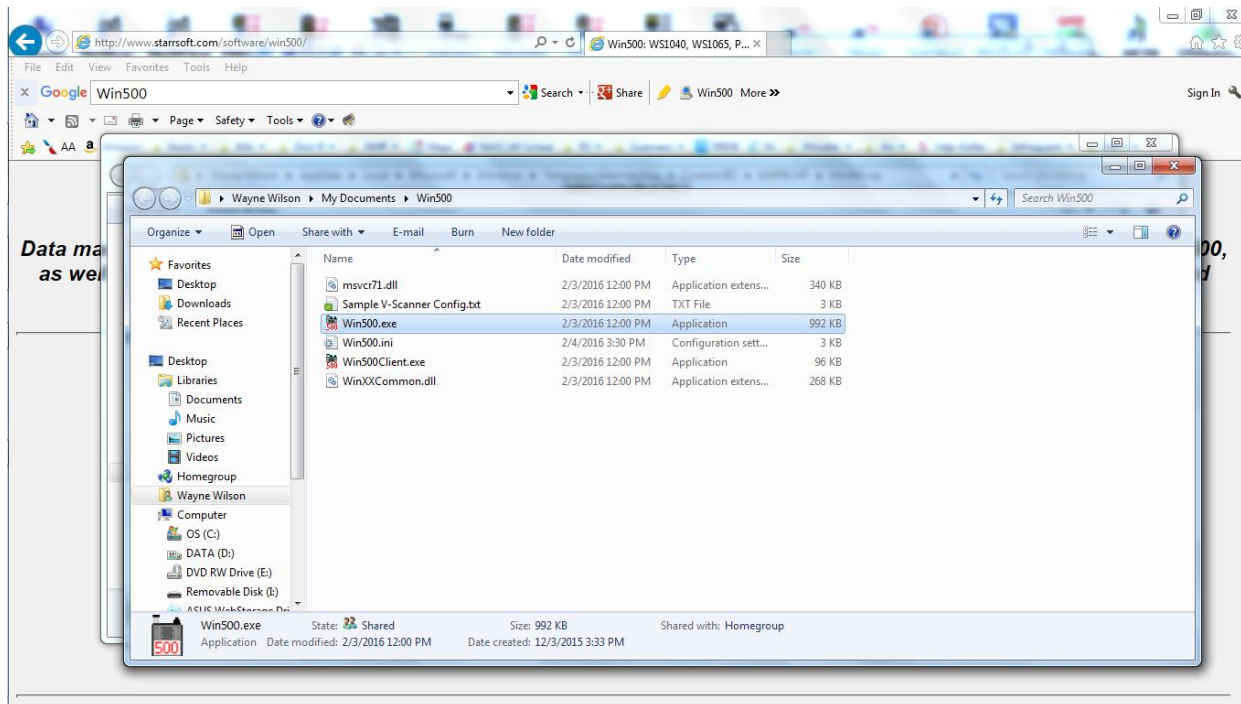 http://www.starrsoft.com/software/win500/
Win500: WS1040, WS1065, P...
File Edit View Favorites Tools Help
x Google Win500 Search Share Win500 More » Sign In
Page Safety Tools
AA a
Wayne Wilson My Documents Win500 Search Win500
Organize Open Share with E-mail Burn New folder
Data ma 00,
as wel d
Favorites
Desktop
Downloads
Recent Places
Desktop
Libraries
Documents
Music
Pictures
Videos
Homegroup
Wayne Wilson
Computer
OS (C:)
DATA (D:)
DVD RW Drive (E:)
Removable Disk (I:)
ASUS WebStorage Dri
Name Date modified Type Size
msvcr71.dll 2/3/2016 12:00 PM Application extens... 340 KB
Sample V-Scanner Config.txt 2/3/2016 12:00 PM TXT File 3 KB
Win500.exe 2/3/2016 12:00 PM Application 992 KB
Win500.ini 2/4/2016 3:30 PM Configuration sett... 3 KB
Win500Client.exe 2/3/2016 12:00 PM Application 96 KB
WinXXCommon.dll 2/3/2016 12:00 PM Application extens... 268 KB
Win500.exe State: Shared Size: 992 KB Shared with: Homegroup
Application Date modified: 2/3/2016 12:00 PM Date created: 12/3/2015 3:33 PM
500